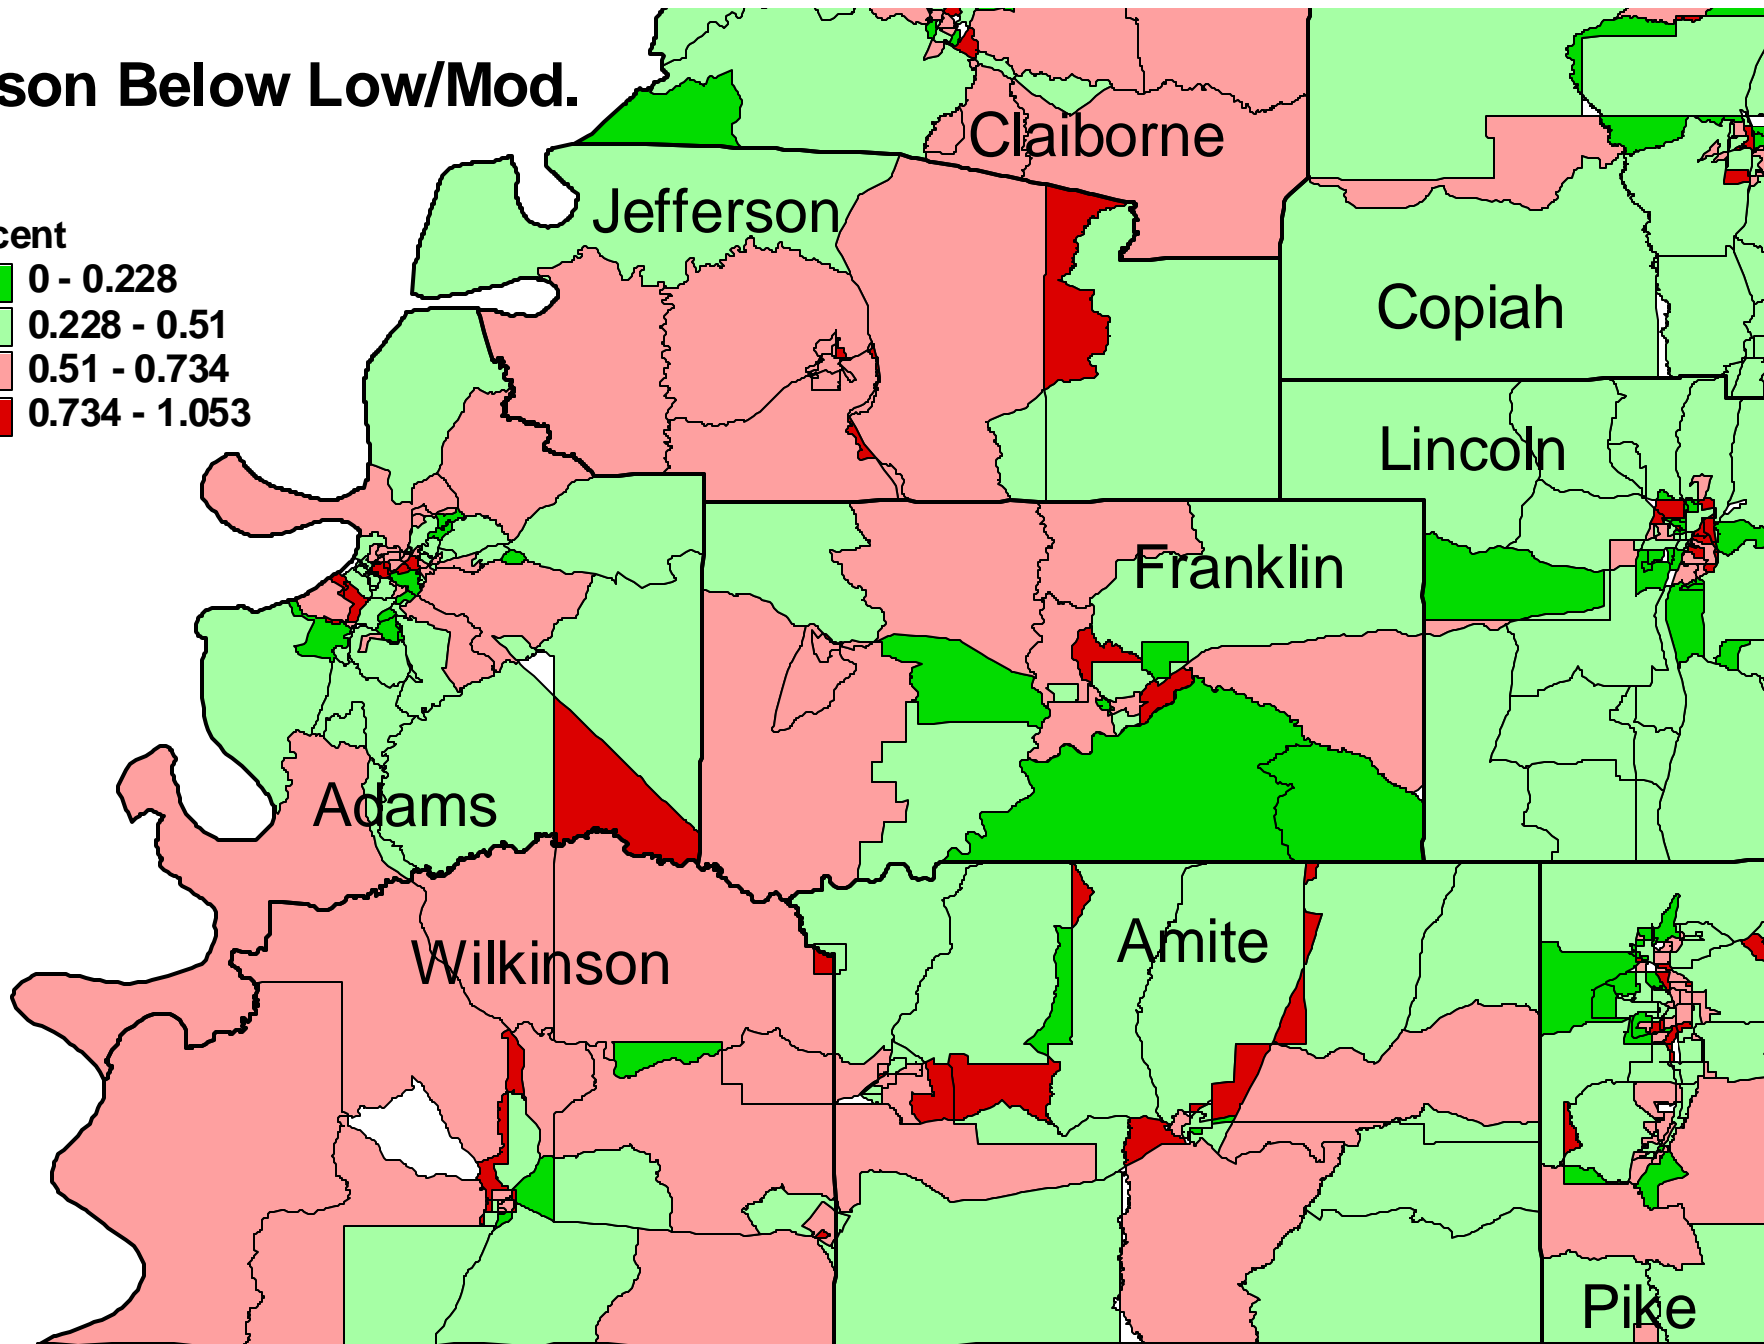 son Below Low/Mod.
Claiborne
Jefferson
cent
0 - 0.228
0.228 - 0.51
0.51 - 0.734
0.734 - 1.053
Copiah
Lincoln
Franklin
Adams
Amite
Wilkinson
Pike